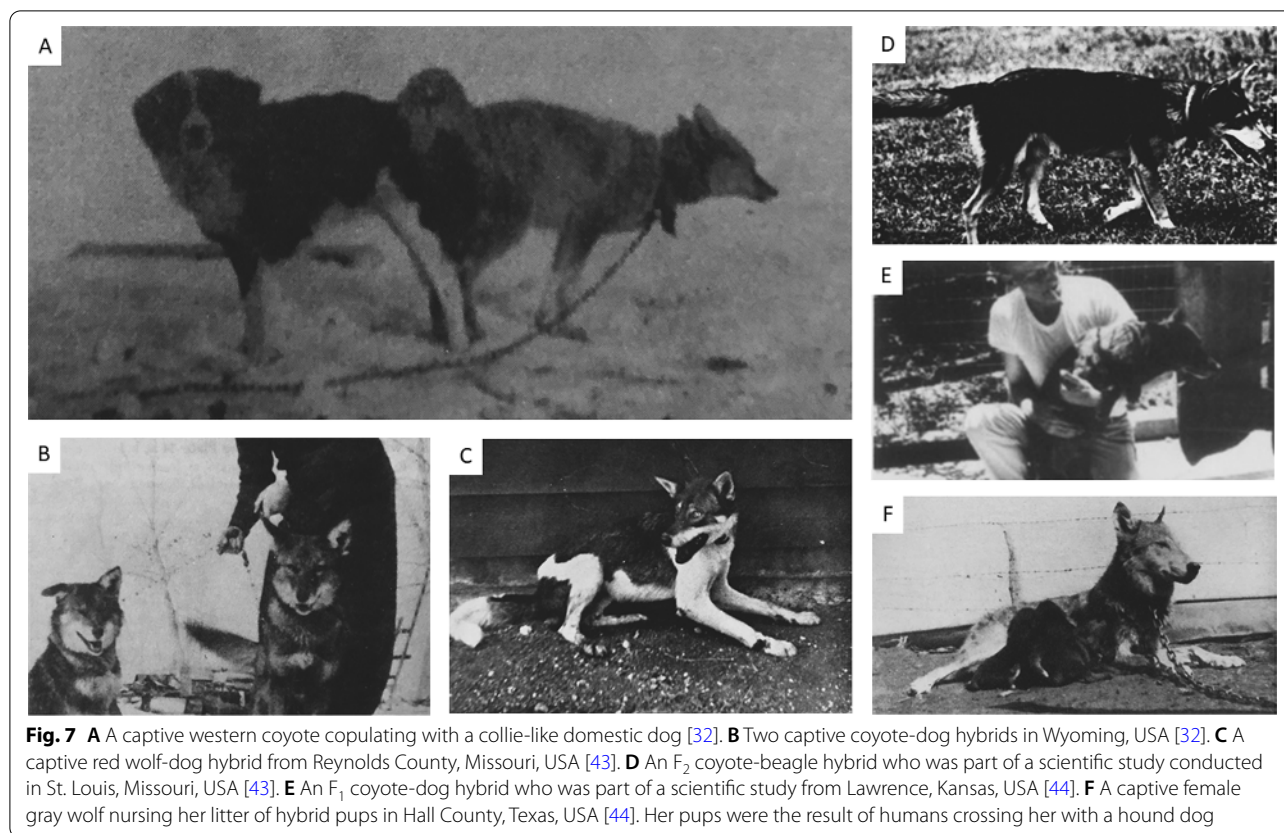 A
D
E
B
C
F
Fig. 7 A A captive western coyote copulating with a collie-like domestic dog [32]. B Two captive coyote-dog hybrids in Wyoming, USA [32]. C A
captive red wolf-dog hybrid from Reynolds County, Missouri, USA [43]. D An F2 coyote-beagle hybrid who was part of a scientific study conducted
in St. Louis, Missouri, USA [43]. E An F1 coyote-dog hybrid who was part of a scientific study from Lawrence, Kansas, USA [44]. F A captive female
gray wolf nursing her litter of hybrid pups in Hall County, Texas, USA [44]. Her pups were the result of humans crossing her with a hound dog